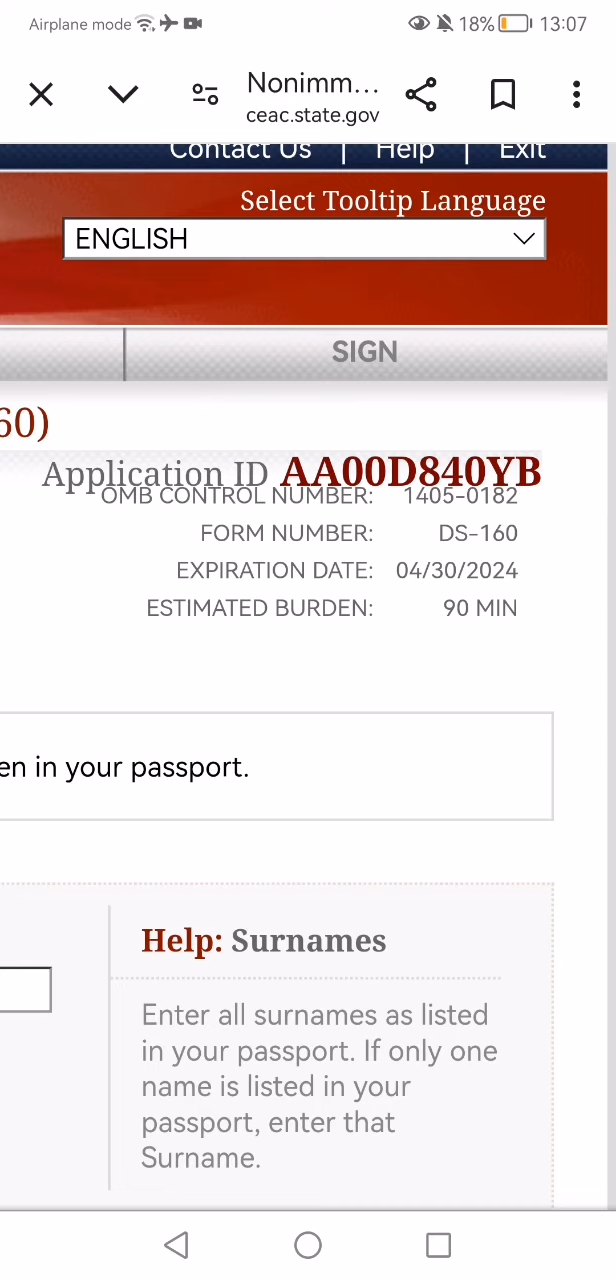 Airplane mode 18% 13:07
Nonimm...
ceac.state.gov
Contact Us | Help | Exit
Select Tooltip Language
ENGLISH
SIGN
60)
Application ID AA00D840YB
OMB CONTROL NUMBER: 1405-0182
FORM NUMBER: DS-160
EXPIRATION DATE: 04/30/2024
ESTIMATED BURDEN: 90 MIN
en in your passport.
Help: Surnames
Enter all surnames as listed
in your passport. If only one
name is listed in your
passport, enter that
Surname.